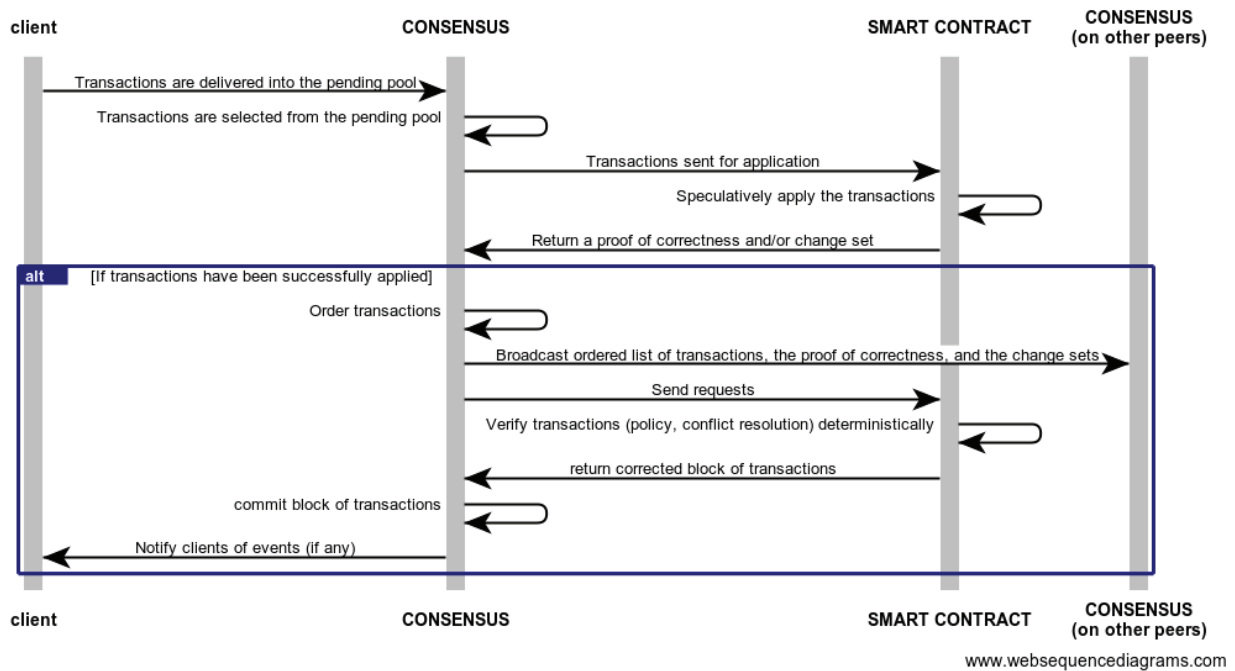 client
CONSENSUS
SMART CONTRACT
CONSENSUS
(on other peers)
Transactions are delivered into the pending pool
Transactions are selected from the pending pool
Transactions sent for application
Speculatively apply the transactions
Return a proof of correctness and/or change set
alt
[If transactions have been successfully applied]
Order transactions
Broadcast ordered list of transactions, the proof of correctness, and the change sets
Send requests
Verify transactions (policy, conflict resolution) deterministically
return corrected block of transactions
commit block of transactions
Notify clients of events (if any)
client
CONSENSUS
SMART CONTRACT
CONSENSUS
(on other peers)
www.websequencediagrams.com